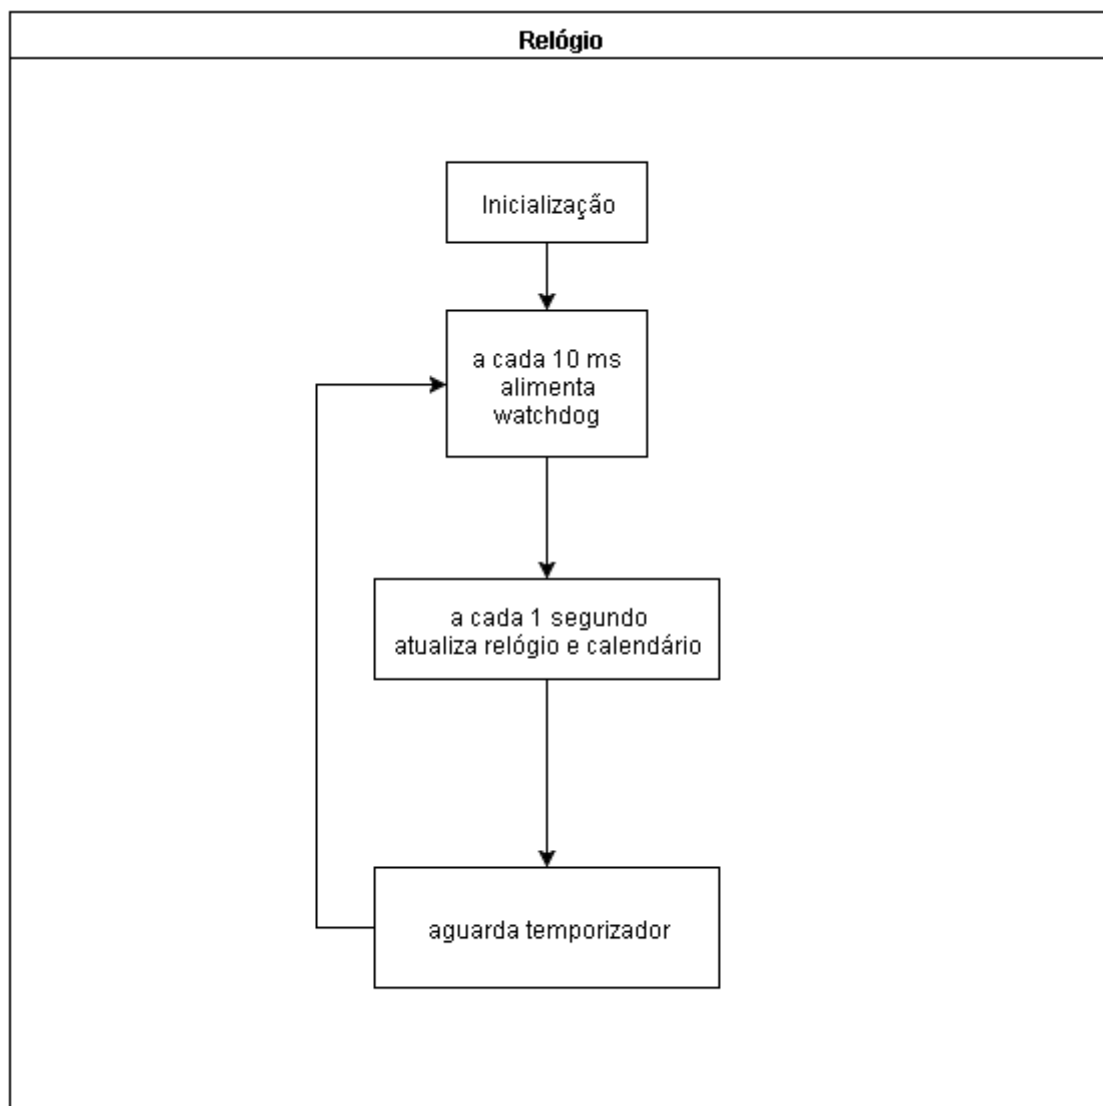 Relógio
Inicialização
a cada 10 ms
alimenta
watchdog
a cada 1 segundo
atualiza relógio e calendário
aguarda temporizador